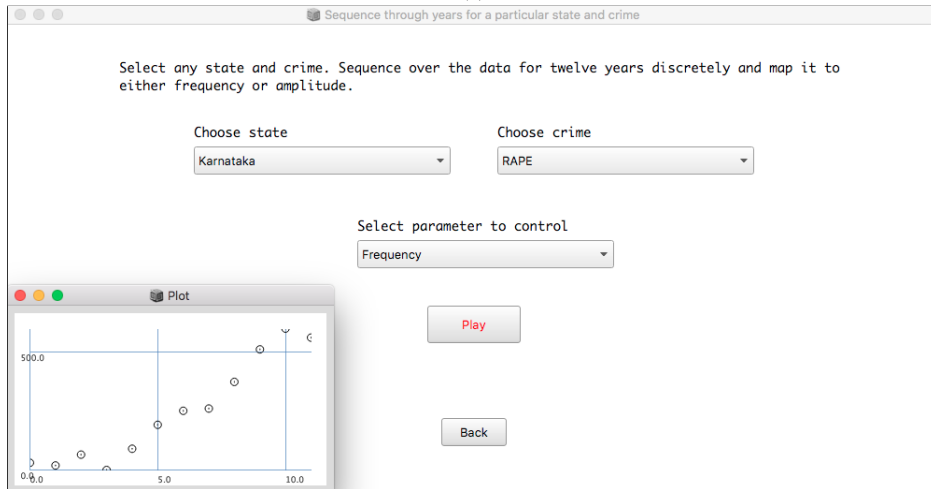 Sequence through years for a particular state and crime
Select any state and crime. Sequence over the data for twelve years discretely and map it to
either frequency or amplitude.
Choose state
Choose crime
Karnataka
RAPE
Select parameter to control
Frequency
Plot
Play
500.0
Back
0.0
0.0
5.0
10.0